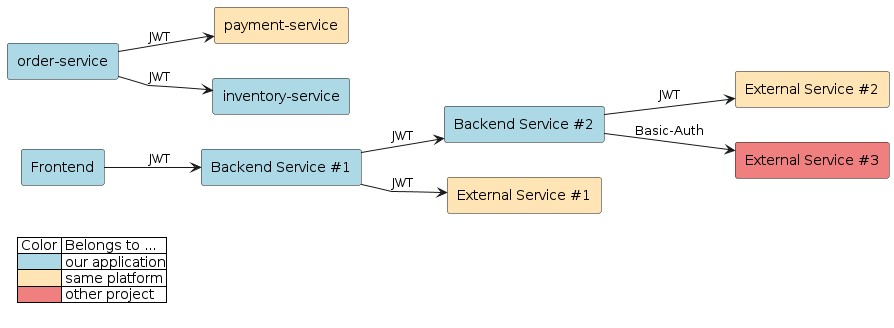 payment-service
JWT
order-service
JWT
inventory-service
External Service #2
JWT
Backend Service #2
Basic-Auth
JWT
External Service #3
JWT
Frontend
Backend Service #1
JWT
External Service #1
Color Belongs to ...
our application
same platform
other project